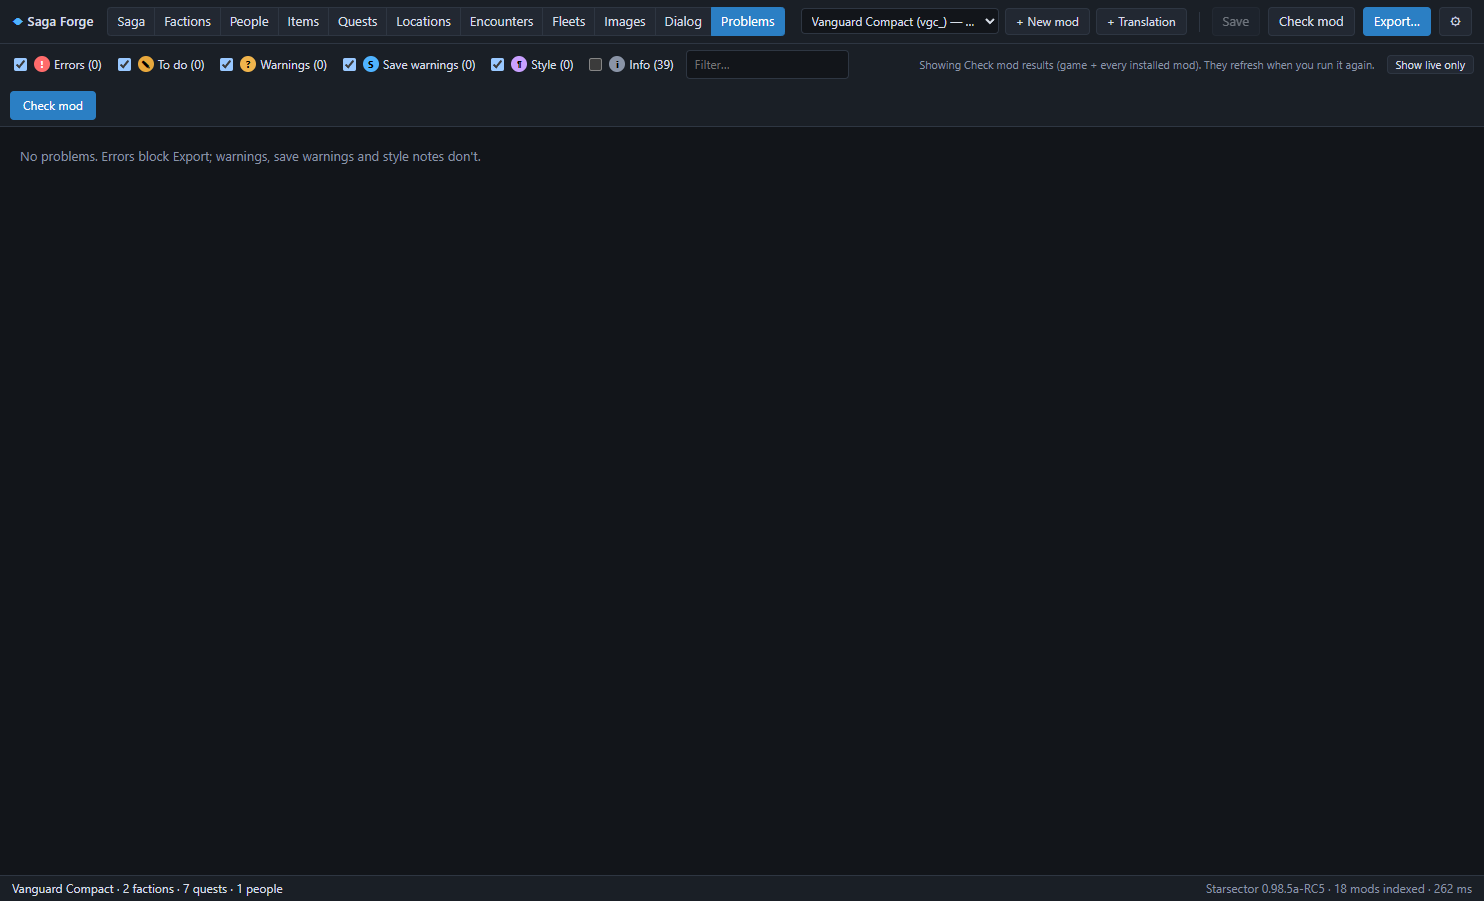 Saga Forge Saga Factions People Items Quests Locations Encounters Fleets Images Dialog Problems Vanguard Compact (vgc_) — ... + New mod + Translation Save Check mod Export...
! Errors (0) To do (0) ? Warnings (0) S Save warnings (0) ¶ Style (0) i Info (39) Filter... Showing Check mod results (game + every installed mod). They refresh when you run it again. Show live only
Check mod
No problems. Errors block Export; warnings, save warnings and style notes don't.
Vanguard Compact · 2 factions · 7 quests · 1 people Starsector 0.98.5a-RC5 · 18 mods indexed · 262 ms